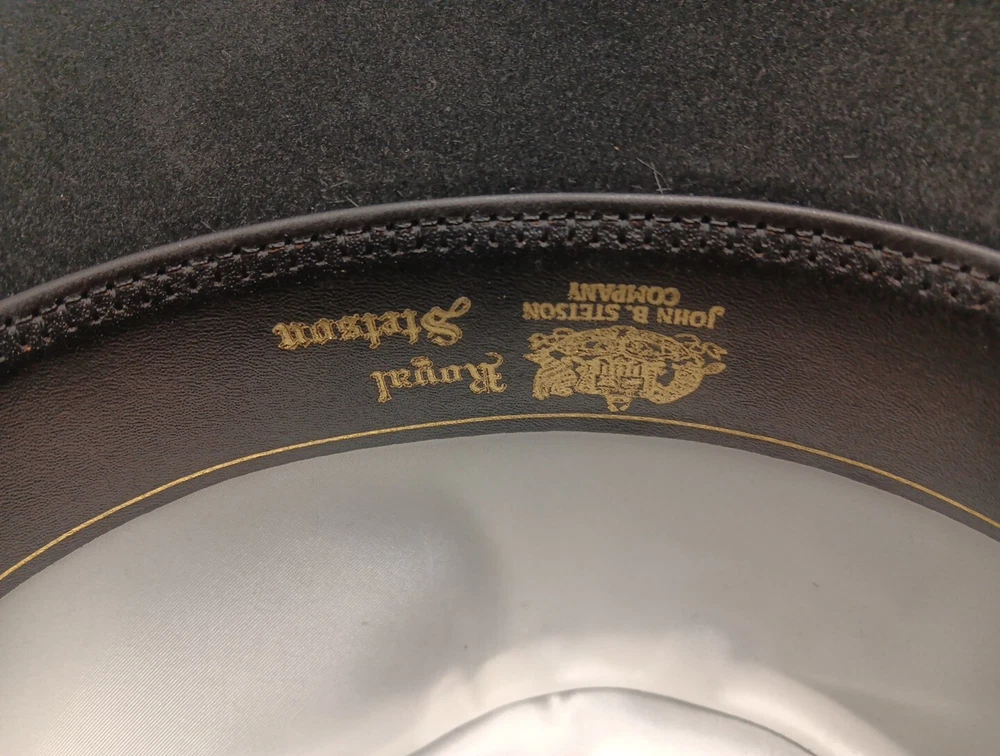 Royal
Stetson
JOHN B. STETSON
COMPANY